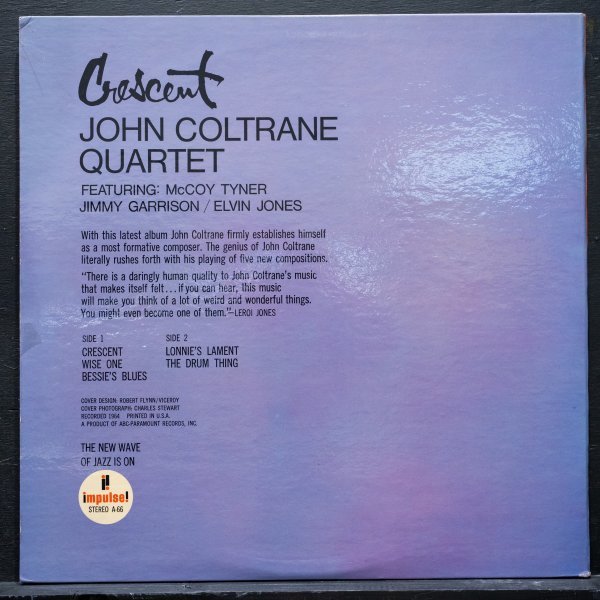 Crescent
JOHN COLTRANE
QUARTET
FEATURING: McCOY TYNER
JIMMY GARRISON / ELVIN JONES
With this latest album John Coltrane firmly establishes himself
as a most formative composer. The genius of John Coltrane
literally rushes forth with his playing of five new compositions.
"There is a daringly human quality to John Coltrane's music
that makes itself felt...if you can hear, this music
will make you think of a lot of weird and wonderful things.
You might even become one of them."—LEROI JONES
SIDE 1
CRESCENT
WISE ONE
BESSIE'S BLUES
SIDE 2
LONNIE'S LAMENT
THE DRUM THING
COVER DESIGN: ROBERT FLYNN/VICEROY
COVER PHOTOGRAPH: CHARLES STEWART
RECORDED 1964 PRINTED IN U.S.A.
A PRODUCT OF ABC-PARAMOUNT RECORDS, INC.
THE NEW WAVE
OF JAZZ IS ON
i!
impulse!
STEREO A-66